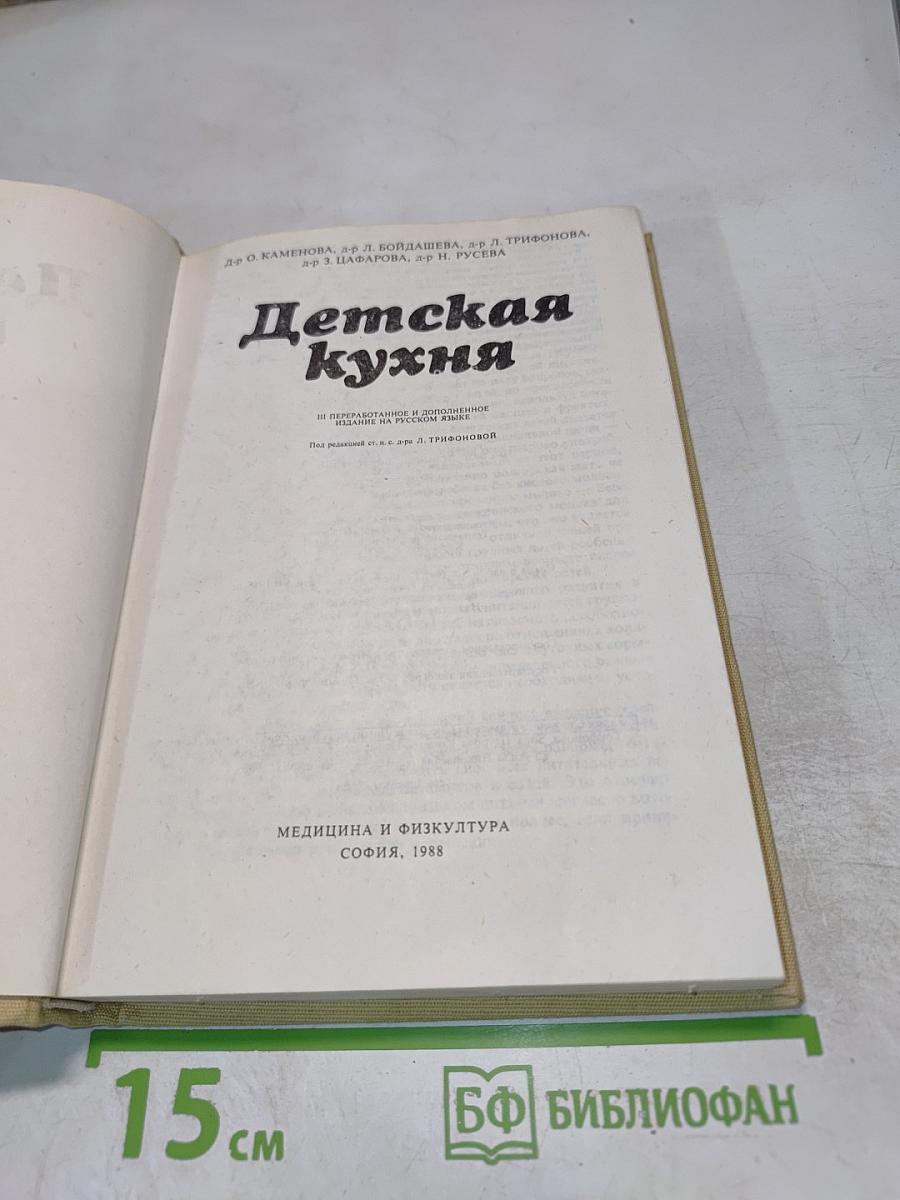 д-р О. КАМЕНОВА, д-р Л. БОЙДАШЕВА, д-р Л. ТРИФОНОВА,
д-р З. ЦАФАРОВА, д-р Н. РУСЕВА
Детская
кухня
III ПЕРЕРАБОТАННОЕ И ДОПОЛНЕННОЕ
ИЗДАНИЕ НА РУССКОМ ЯЗЫКЕ
Под редакцией ст. н. с. д-ра Л. ТРИФОНОВОЙ
МЕДИЦИНА И ФИЗКУЛТУРА
СОФИЯ, 1988
15 см
БФ БИБЛИОФАН